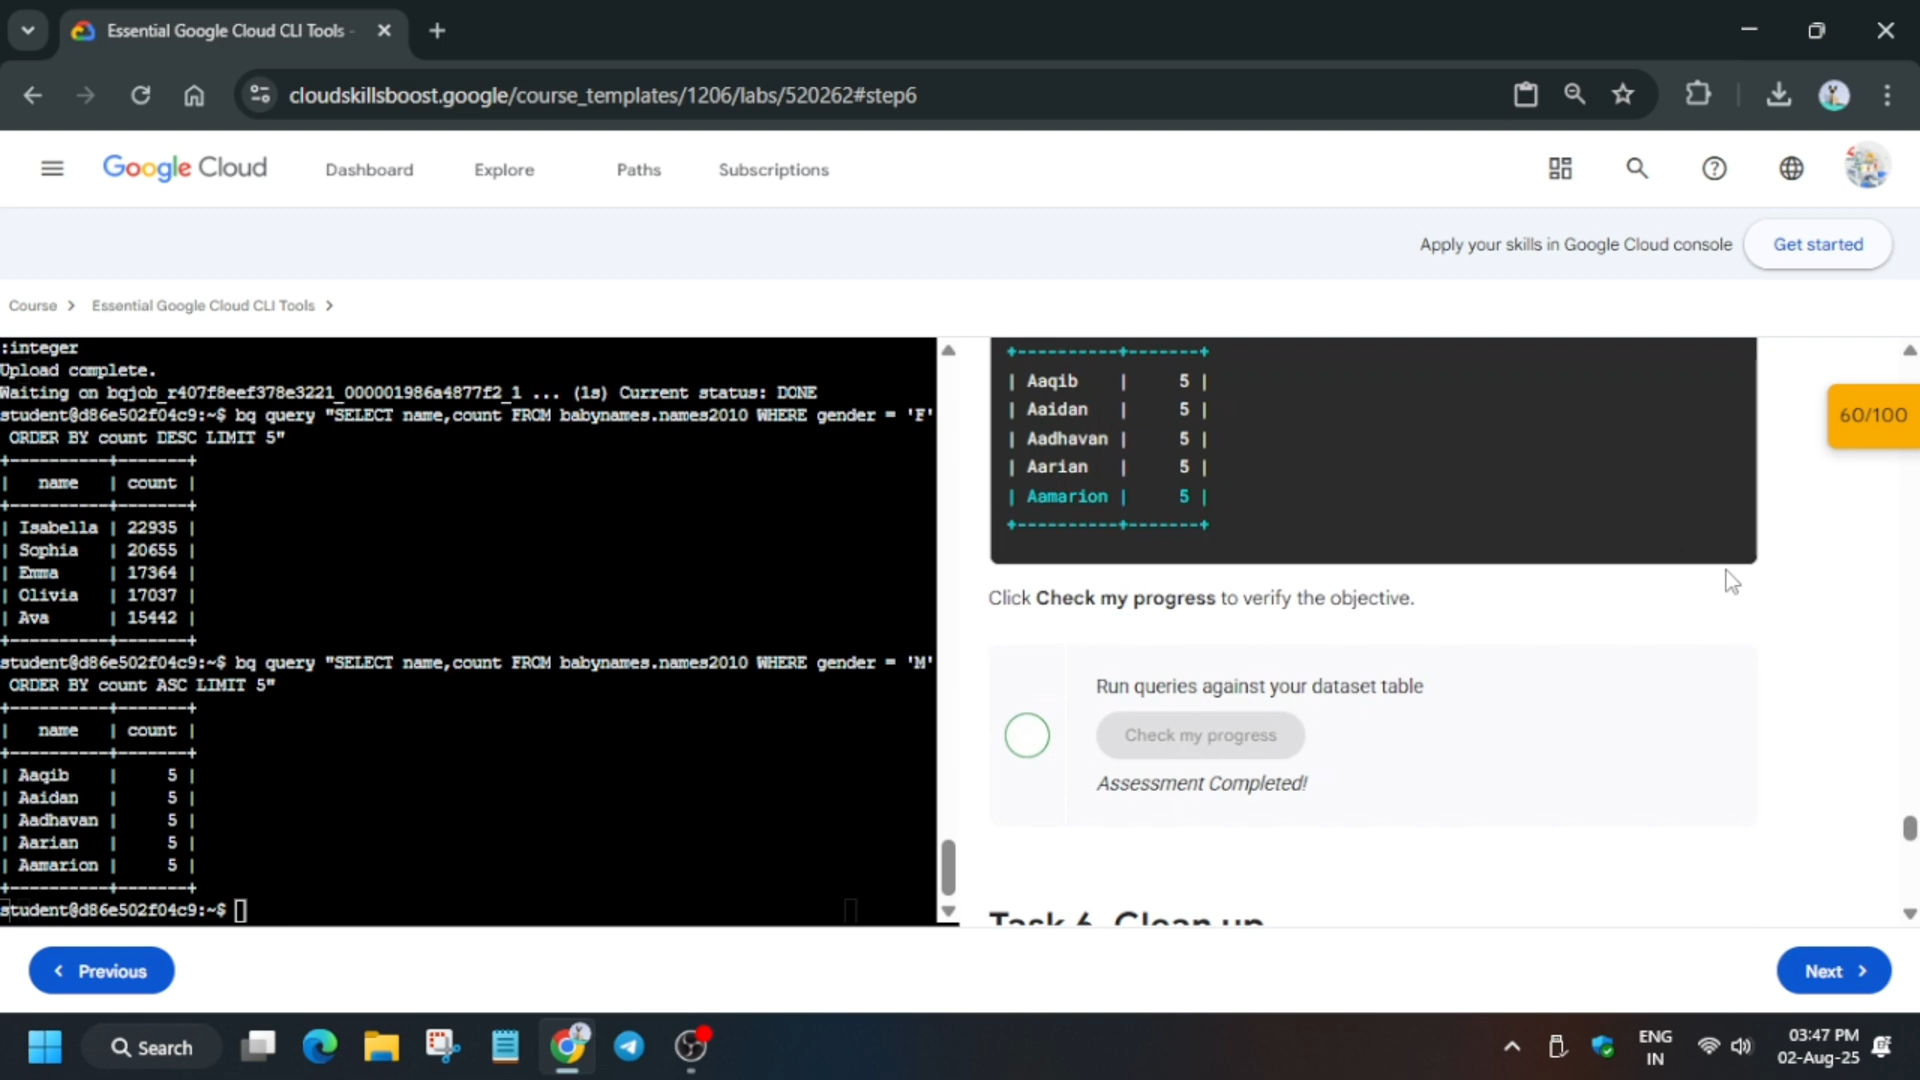 Essential Google Cloud CLI Tools -
cloudskillsboost.google/course_templates/1206/labs/520262#step6
Google Cloud
Dashboard
Explore
Paths
Subscriptions
Apply your skills in Google Cloud console
Get started
Course > Essential Google Cloud CLI Tools >
:integer
Upload complete.
Waiting on bqjob_r407f8eef378e3221_000001986a4877f2_1 ... (1s) Current status: DONE
student@d86e502f04c9:~$ bq query "SELECT name,count FROM babynames.names2010 WHERE gender = 'F'
ORDER BY count DESC LIMIT 5"
+----------+-------+
|   name   | count |
+----------+-------+
| Isabella | 22935 |
| Sophia   | 20655 |
| Emma     | 17364 |
| Olivia   | 17037 |
| Ava      | 15442 |
+----------+-------+
student@d86e502f04c9:~$ bq query "SELECT name,count FROM babynames.names2010 WHERE gender = 'M'
ORDER BY count ASC LIMIT 5"
+----------+-------+
|   name   | count |
+----------+-------+
| Aaqib    |     5 |
| Aaidan   |     5 |
| Aadhavan |     5 |
| Aarian   |     5 |
| Aamarion |     5 |
+----------+-------+
student@d86e502f04c9:~$
+----------+-------+
| Aaqib    |     5 |
| Aaidan   |     5 |
| Aadhavan |     5 |
| Aarian   |     5 |
| Aamarion |     5 |
+----------+-------+
60/100
Click Check my progress to verify the objective.
Run queries against your dataset table
Check my progress
Assessment Completed!
Task 6. Clean up
Previous
Next
Search
ENG
IN
03:47 PM
02-Aug-25